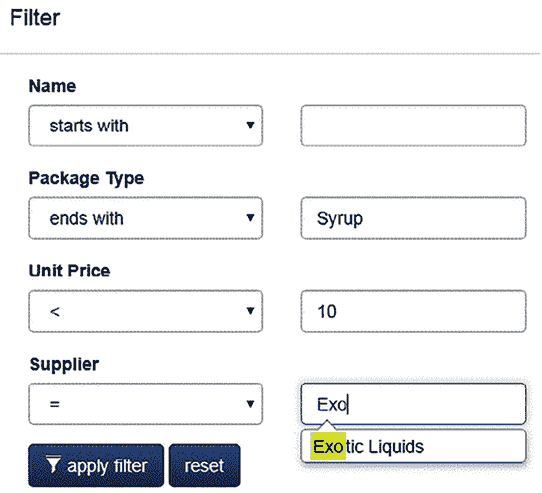 Filter
Name
starts with
Package Type
ends with Syrup
Unit Price
< 10
Supplier
= Exo
Exotic Liquids
apply filter reset